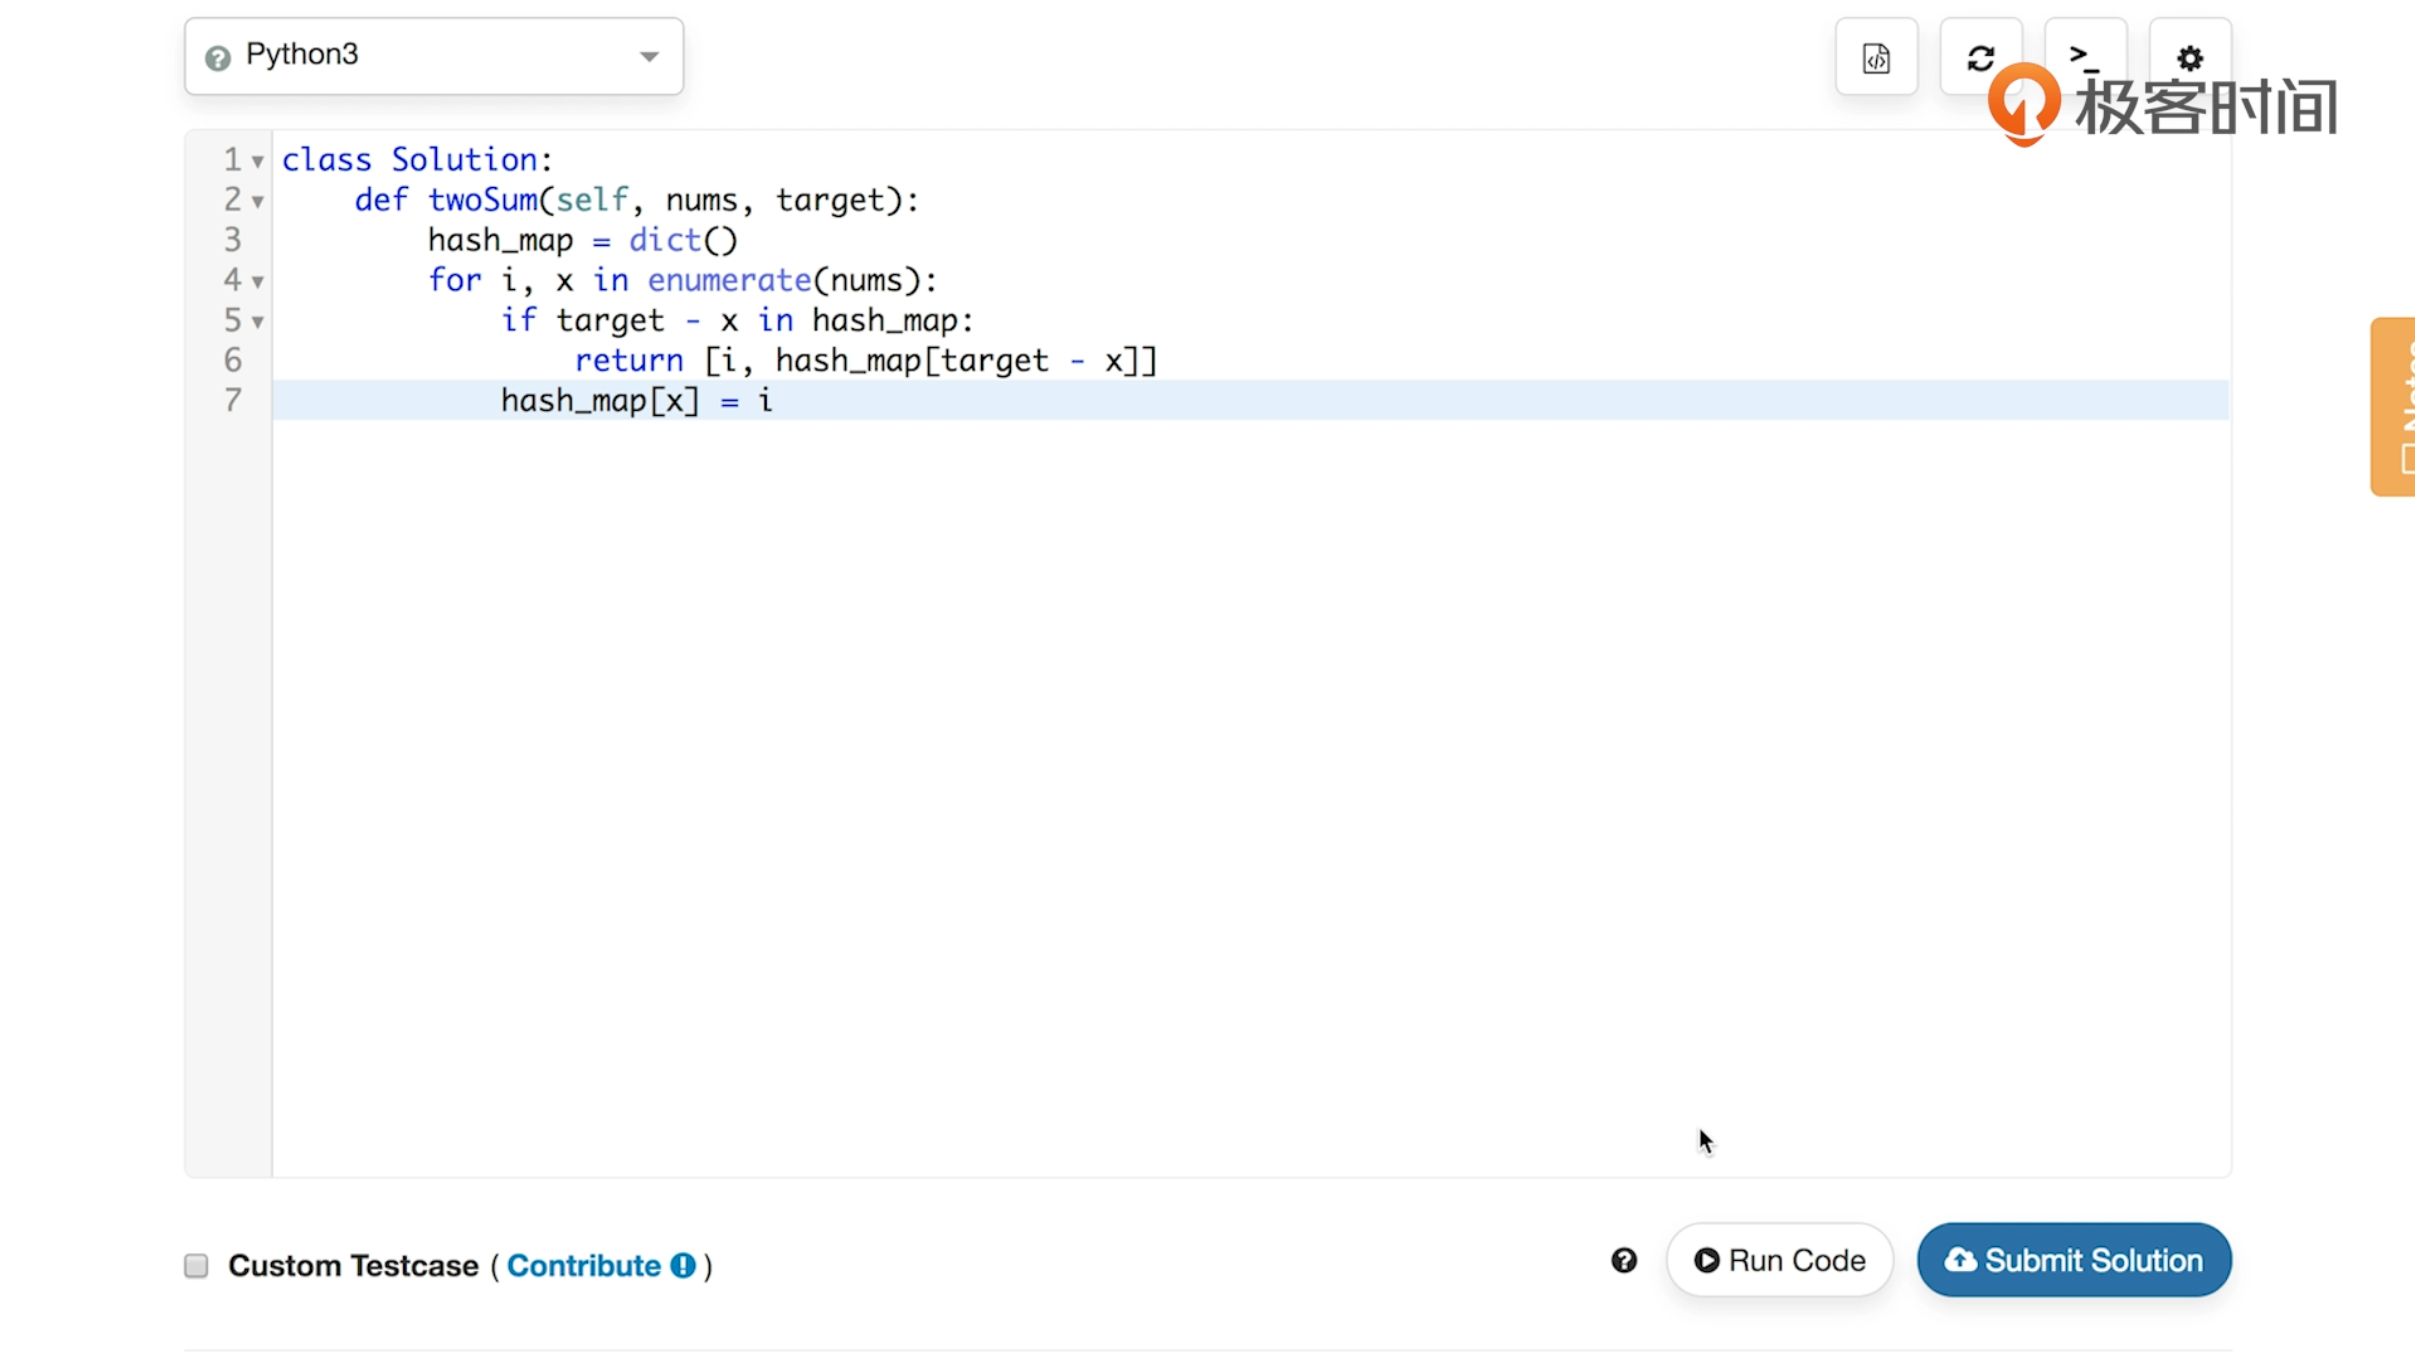 Python3
极客时间
1 class Solution:
2     def twoSum(self, nums, target):
3         hash_map = dict()
4         for i, x in enumerate(nums):
5             if target - x in hash_map:
6                 return [i, hash_map[target - x]]
7             hash_map[x] = i
Notes
Custom Testcase ( Contribute )
Run Code
Submit Solution